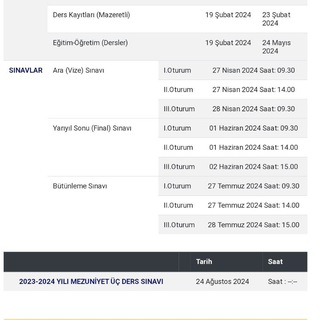 Ders Kayıtları (Mazeretli) 19 Şubat 2024 23 Şubat
2024
Eğitim-Öğretim (Dersler) 19 Şubat 2024 24 Mayıs
2024
SINAVLAR Ara (Vize) Sınavı I.Oturum 27 Nisan 2024 Saat: 09.30
II.Oturum 27 Nisan 2024 Saat: 14.00
III.Oturum 28 Nisan 2024 Saat: 09.30
Yarıyıl Sonu (Final) Sınavı I.Oturum 01 Haziran 2024 Saat: 09.30
II.Oturum 01 Haziran 2024 Saat: 14.00
III.Oturum 02 Haziran 2024 Saat: 15.00
Bütünleme Sınavı I.Oturum 27 Temmuz 2024 Saat: 09.30
II.Oturum 27 Temmuz 2024 Saat: 14.00
III.Oturum 28 Temmuz 2024 Saat: 15.00
Tarih Saat
2023-2024 YILI MEZUNİYET ÜÇ DERS SINAVI 24 Ağustos 2024 Saat : --:--